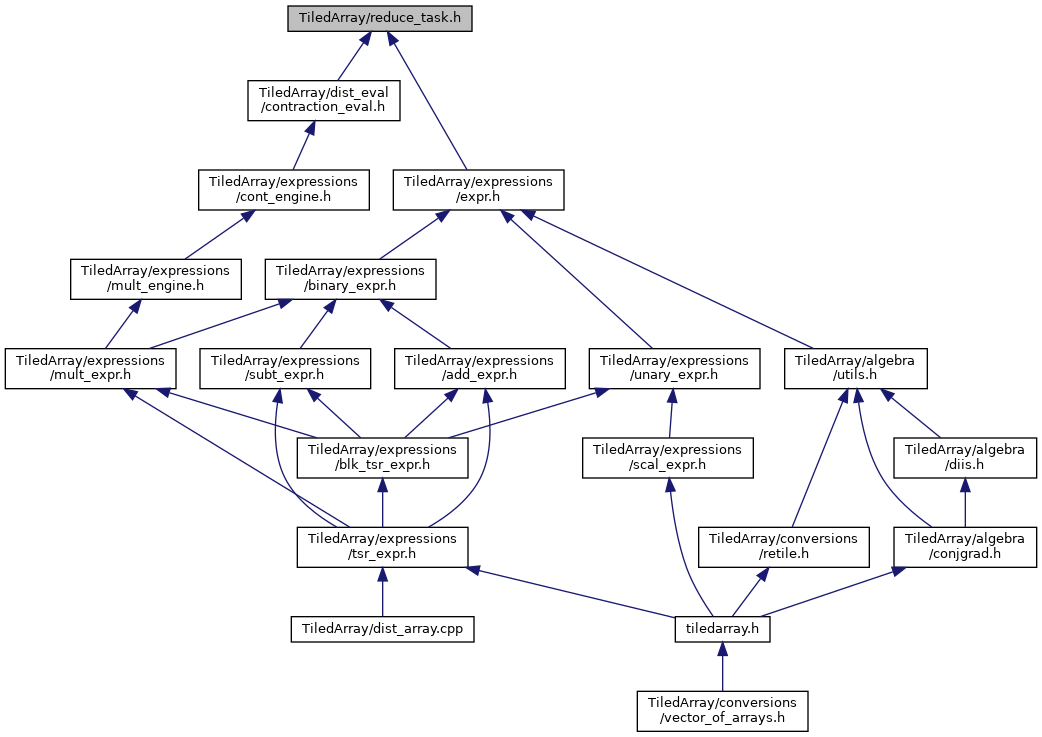 TiledArray/reduce_task.h
TiledArray/dist_eval
/contraction_eval.h
TiledArray/expressions
/cont_engine.h
TiledArray/expressions
/expr.h
TiledArray/expressions
/mult_engine.h
TiledArray/expressions
/binary_expr.h
TiledArray/expressions
/mult_expr.h
TiledArray/expressions
/subt_expr.h
TiledArray/expressions
/add_expr.h
TiledArray/expressions
/unary_expr.h
TiledArray/algebra
/utils.h
TiledArray/expressions
/blk_tsr_expr.h
TiledArray/expressions
/scal_expr.h
TiledArray/algebra
/diis.h
TiledArray/expressions
/tsr_expr.h
TiledArray/conversions
/retile.h
TiledArray/algebra
/conjgrad.h
TiledArray/dist_array.cpp
tiledarray.h
TiledArray/conversions
/vector_of_arrays.h